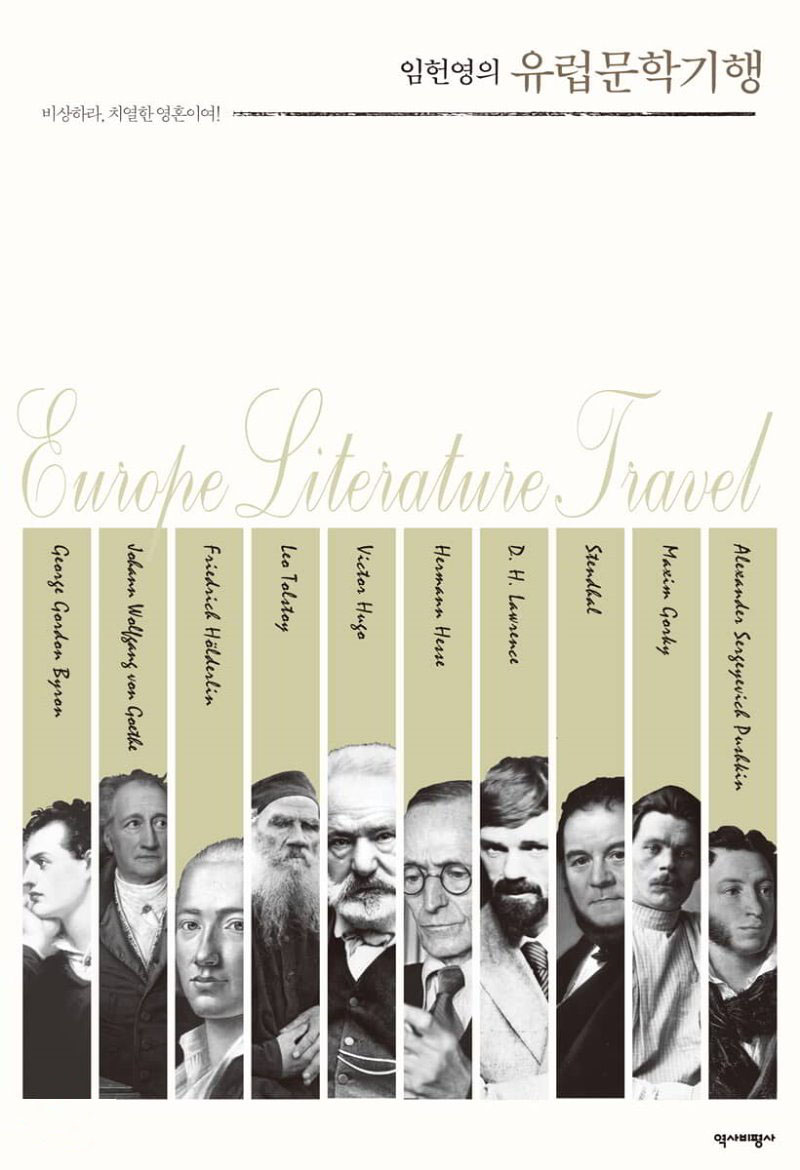 임헌영의 유럽문학기행
비상하라, 치열한 영혼이여!
Europe Literature Travel
George Gordon Byron
Johann Wolfgang von Goethe
Friedrich Hölderlin
Leo Tolstoy
Victor Hugo
Hermann Hesse
D. H. Lawrence
Stendhal
Maxim Gorky
Alexander Sergeyevich Pushkin
역사비평사